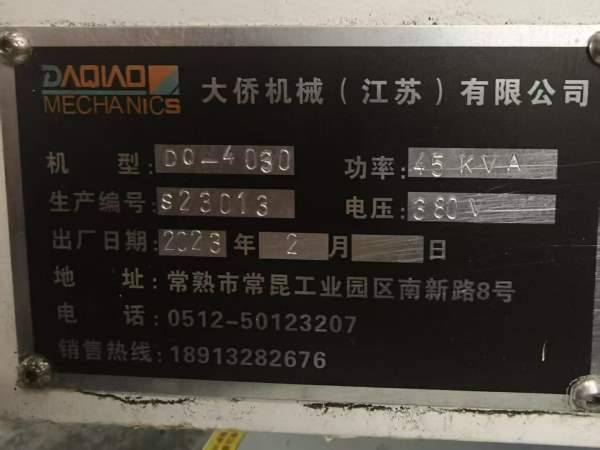 DAQIAO
MECHANICS
大侨机械（江苏）有限公司
机 型: DQ-4030 功率: 45KVA
生产编号: S23013 电压: 380V
出厂日期: 2023 年 2 月 日
地 址: 常熟市常昆工业园区南新路8号
电 话: 0512-50123207
销售热线: 18913282676